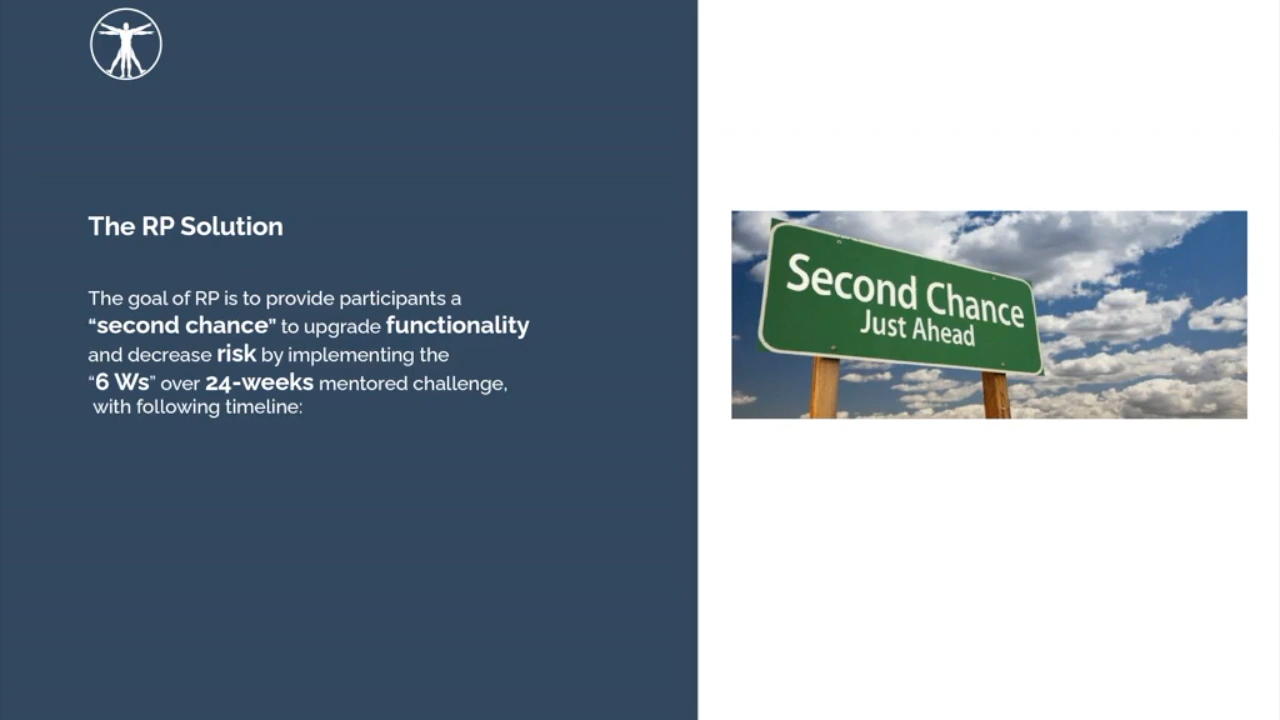 The RP Solution
The goal of RP is to provide participants a
“second chance” to upgrade functionality
and decrease risk by implementing the
“6 Ws” over 24-weeks mentored challenge,
with following timeline:
Second Chance
Just Ahead